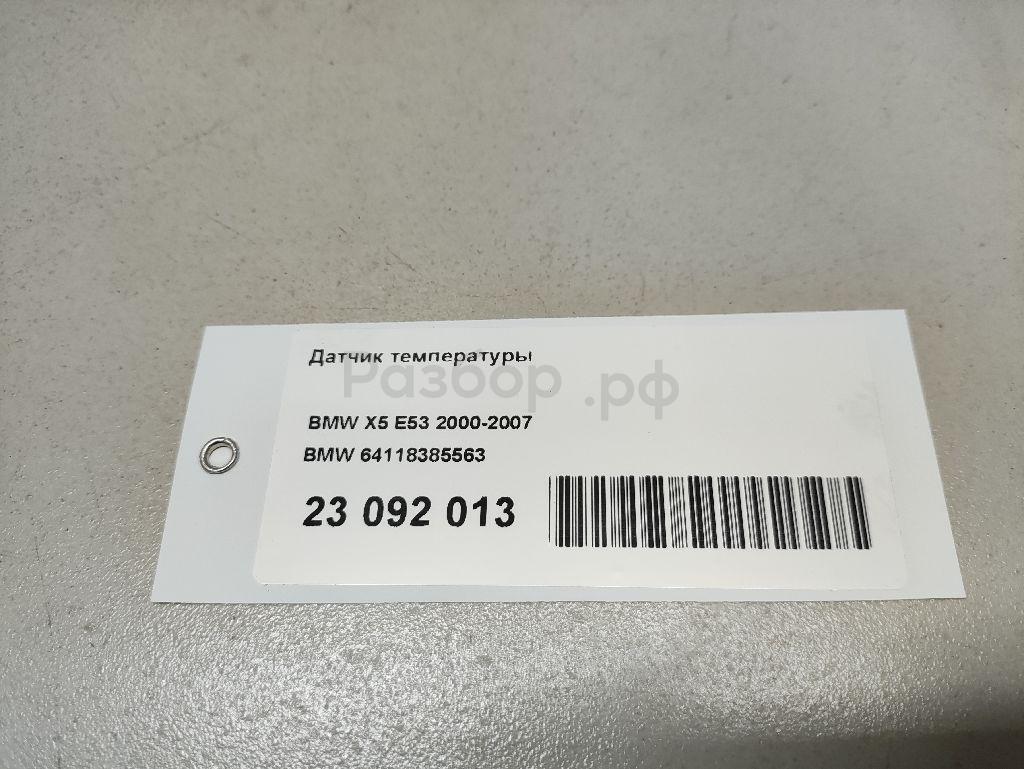 Датчик температуры
Разбор.рф
BMW X5 E53 2000-2007
BMW 64118385563
23 092 013